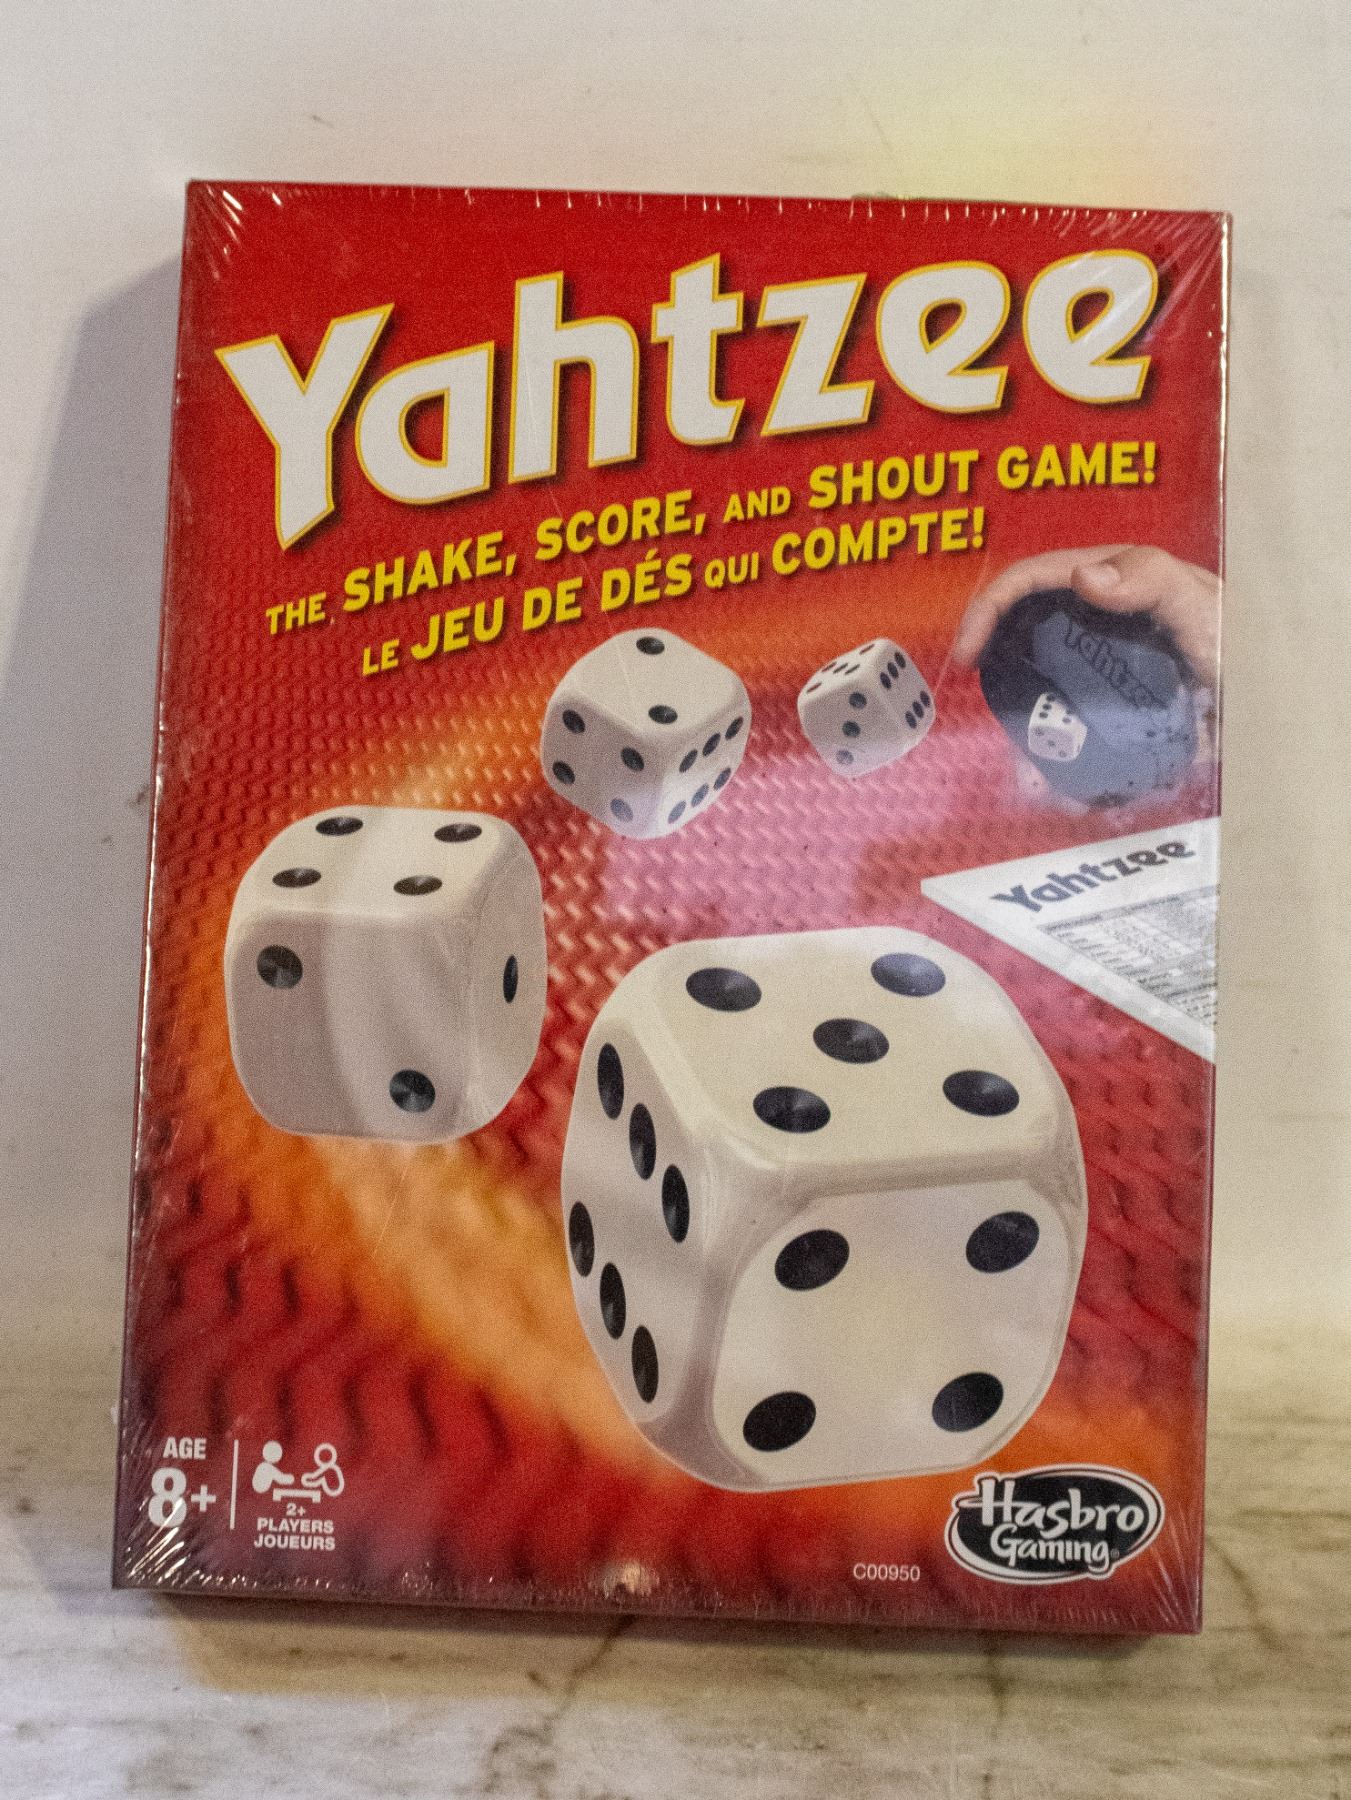 Yahtzee
THE SHAKE, SCORE, AND SHOUT GAME!
LE JEU DE DÉS QUI COMPTE!
Yahtzee
Yahtzee
AGE
8+
2+
PLAYERS
JOUEURS
C00950
Hasbro
Gaming